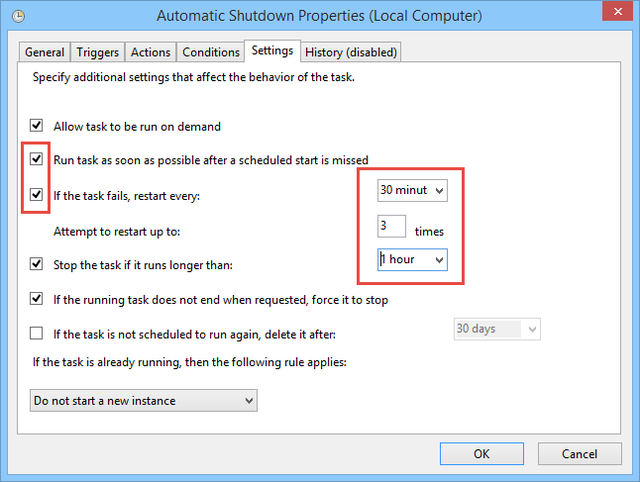 Automatic Shutdown Properties (Local Computer)
General Triggers Actions Conditions Settings History (disabled)
Specify additional settings that affect the behavior of the task.
Allow task to be run on demand
Run task as soon as possible after a scheduled start is missed
If the task fails, restart every: 30 minut
Attempt to restart up to: 3 times
Stop the task if it runs longer than: 1 hour
If the running task does not end when requested, force it to stop
If the task is not scheduled to run again, delete it after: 30 days
If the task is already running, then the following rule applies:
Do not start a new instance
OK Cancel